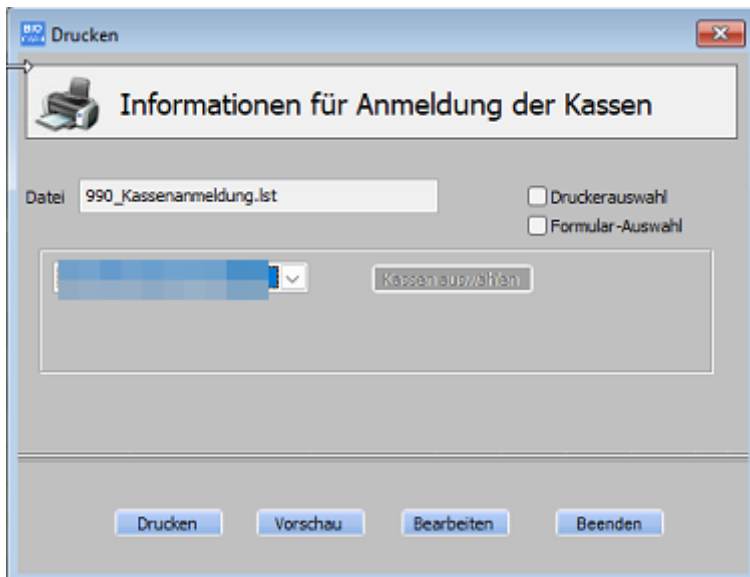 Drucken
Informationen für Anmeldung der Kassen
Datei 990_Kassenanmeldung.lst
Druckerauswahl
Formular-Auswahl
Kassen auswählen
Drucken Vorschau Bearbeiten Beenden